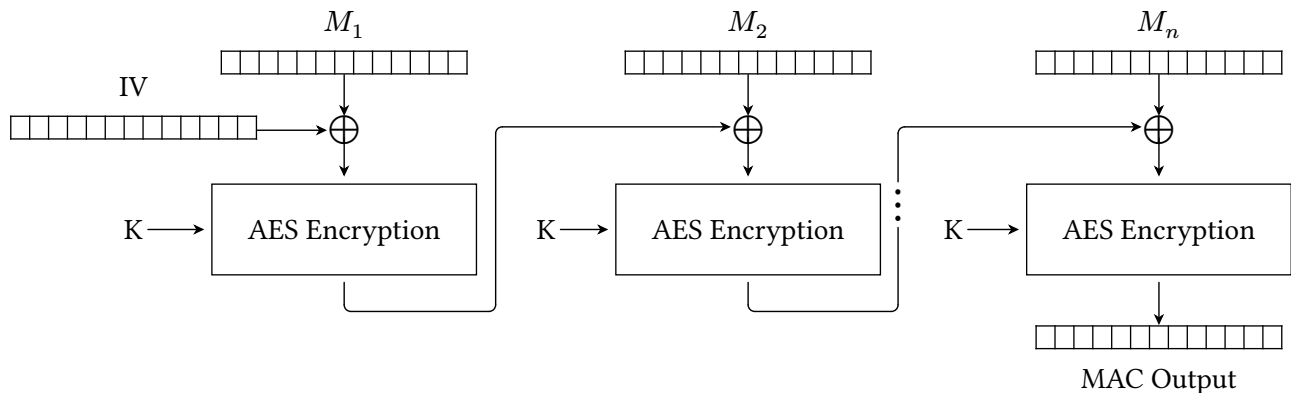 M₁ M₂ Mₙ
IV
K AES Encryption K AES Encryption K AES Encryption
MAC Output